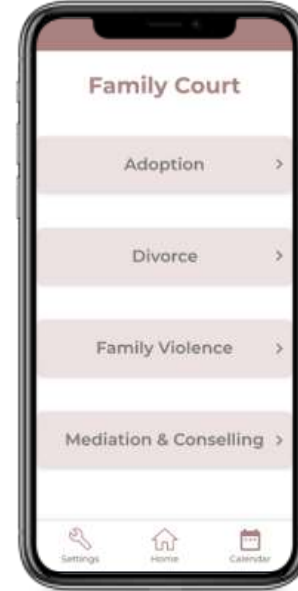 Family Court
Adoption
Divorce
Family Violence
Mediation & Conselling
Settings Home Calendar